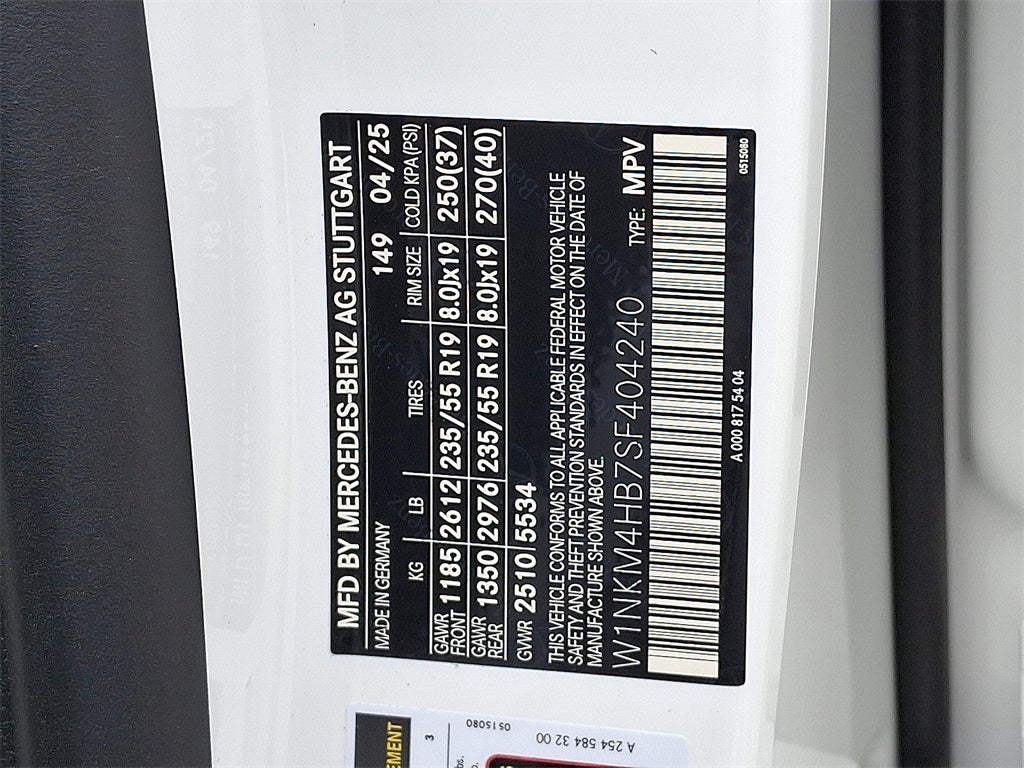 MFD BY MERCEDES-BENZ AG STUTTGART
MADE IN GERMANY 149 04/25
KG LB TIRES RIM SIZE COLD KPA (PSI)
GAWR FRONT 1185 2612 235/55 R19 8.0Jx19 250(37)
GAWR REAR 1350 2976 235/55 R19 8.0Jx19 270(40)
GVWR 2510 5534
THIS VEHICLE CONFORMS TO ALL APPLICABLE FEDERAL MOTOR VEHICLE
SAFETY AND THEFT PREVENTION STANDARDS IN EFFECT ON THE DATE OF
MANUFACTURE SHOWN ABOVE.
W1NKM4HB7SF404240 TYPE: MPV
0515080
A 000 817 54 04
EMENT
3
0515080
A 254 584 32 00